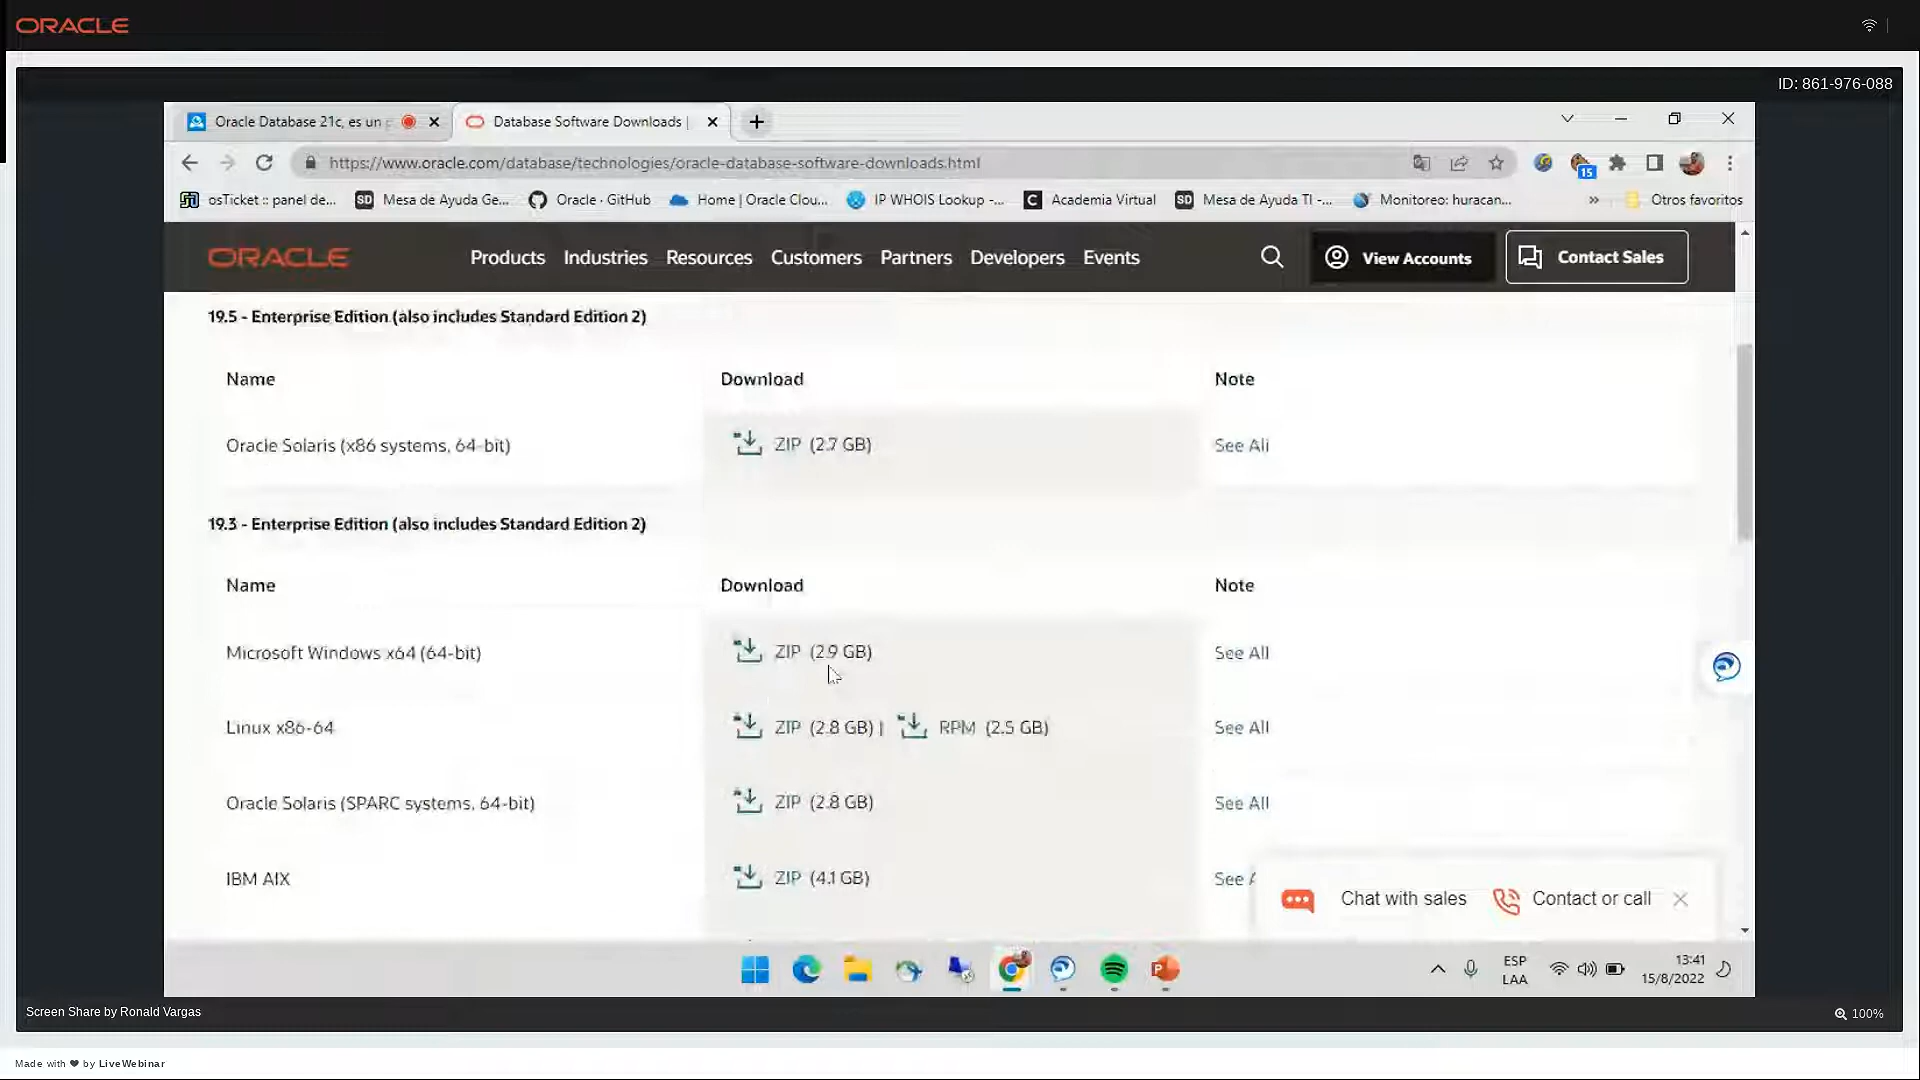 ORACLE
ID: 861-976-088
Oracle Database 21c, es un
Database Software Downloads |
https://www.oracle.com/database/technologies/oracle-database-software-downloads.html
15
osTicket :: panel de...
SD Mesa de Ayuda Ge...
Oracle · GitHub
Home | Oracle Clou...
IP WHOIS Lookup -...
C Academia Virtual
SD Mesa de Ayuda TI -...
Monitoreo: huracan...
»
Otros favoritos
ORACLE
Products Industries Resources Customers Partners Developers Events
View Accounts
Contact Sales
19.5 - Enterprise Edition (also includes Standard Edition 2)
Name Download Note
Oracle Solaris (x86 systems, 64-bit) ZIP (2.7 GB) See All
19.3 - Enterprise Edition (also includes Standard Edition 2)
Name Download Note
Microsoft Windows x64 (64-bit) ZIP (2.9 GB) See All
Linux x86-64 ZIP (2.8 GB) | RPM (2.5 GB) See All
Oracle Solaris (SPARC systems, 64-bit) ZIP (2.8 GB) See All
IBM AIX ZIP (4.1 GB) See A
Chat with sales
Contact or call
ESP
LAA
13:41
15/8/2022
Screen Share by Ronald Vargas
100%
Made with ❤ by LiveWebinar